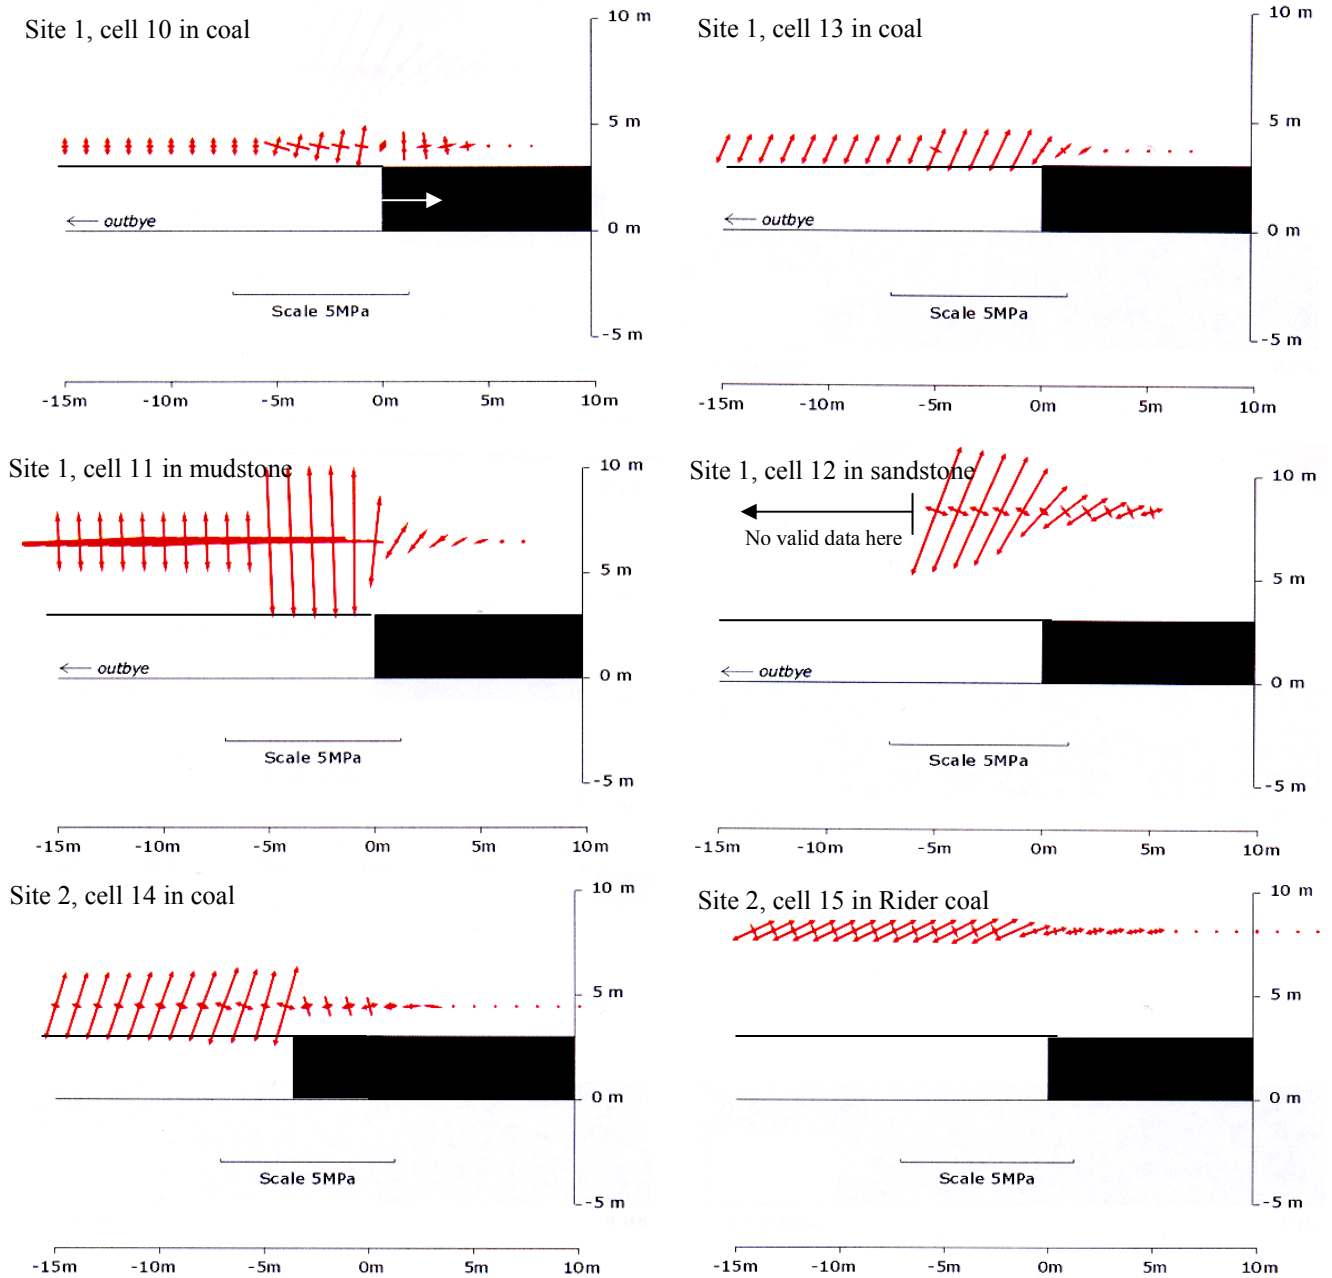 Site 1, cell 10 in coal
10 m
5 m
← outbye
0 m
Scale 5MPa
-5 m
-15m -10m -5m 0m 5m 10m
Site 1, cell 13 in coal
10 m
5 m
← outbye
0 m
Scale 5MPa
-5 m
-15m -10m -5m 0m 5m 10m
Site 1, cell 11 in mudstone
10 m
5 m
← outbye
0 m
Scale 5MPa
-5 m
-15m -10m -5m 0m 5m 10m
Site 1, cell 12 in sandstone
10 m
No valid data here
5 m
← outbye
0 m
Scale 5MPa
-5 m
-15m -10m -5m 0m 5m 10m
Site 2, cell 14 in coal
10 m
5 m
0 m
Scale 5MPa
-5 m
-15m -10m -5m 0m 5m 10m
Site 2, cell 15 in Rider coal
10 m
5 m
0 m
Scale 5MPa
-5 m
-15m -10m -5m 0m 5m 10m